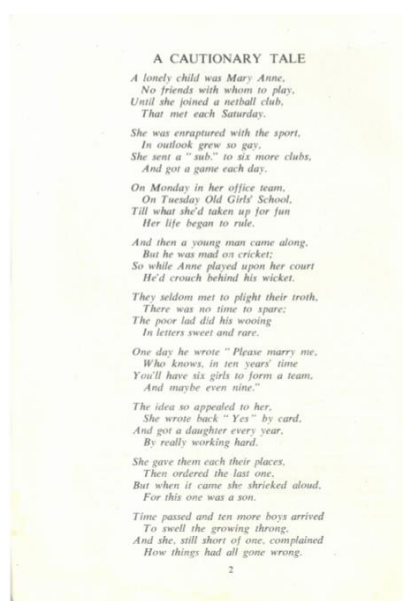 A CAUTIONARY TALE
A lonely child was Mary Anne,
No friends with whom to play,
Until she joined a netball club,
That met each Saturday.
She was enraptured with the sport,
In outlook grew so gay,
She sent a " sub." to six more clubs,
And got a game each day.
On Monday in her office team,
On Tuesday Old Girls' School,
Till what she'd taken up for fun
Her life began to rule.
And then a young man came along,
But he was mad on cricket;
So while Anne played upon her court
He'd crouch behind his wicket.
They seldom met to plight their troth,
There was no time to spare;
The poor lad did his wooing
In letters sweet and rare.
One day he wrote " Please marry me,
Who knows, in ten years' time
You'll have six girls to form a team,
And maybe even nine."
The idea so appealed to her,
She wrote back " Yes " by card,
And got a daughter every year,
By really working hard.
She gave them each their places,
Then ordered the last one,
But when it came she shrieked aloud,
For this one was a son.
Time passed and ten more boys arrived
To swell the growing throng,
And she, still short of one, complained
How things had all gone wrong.
2